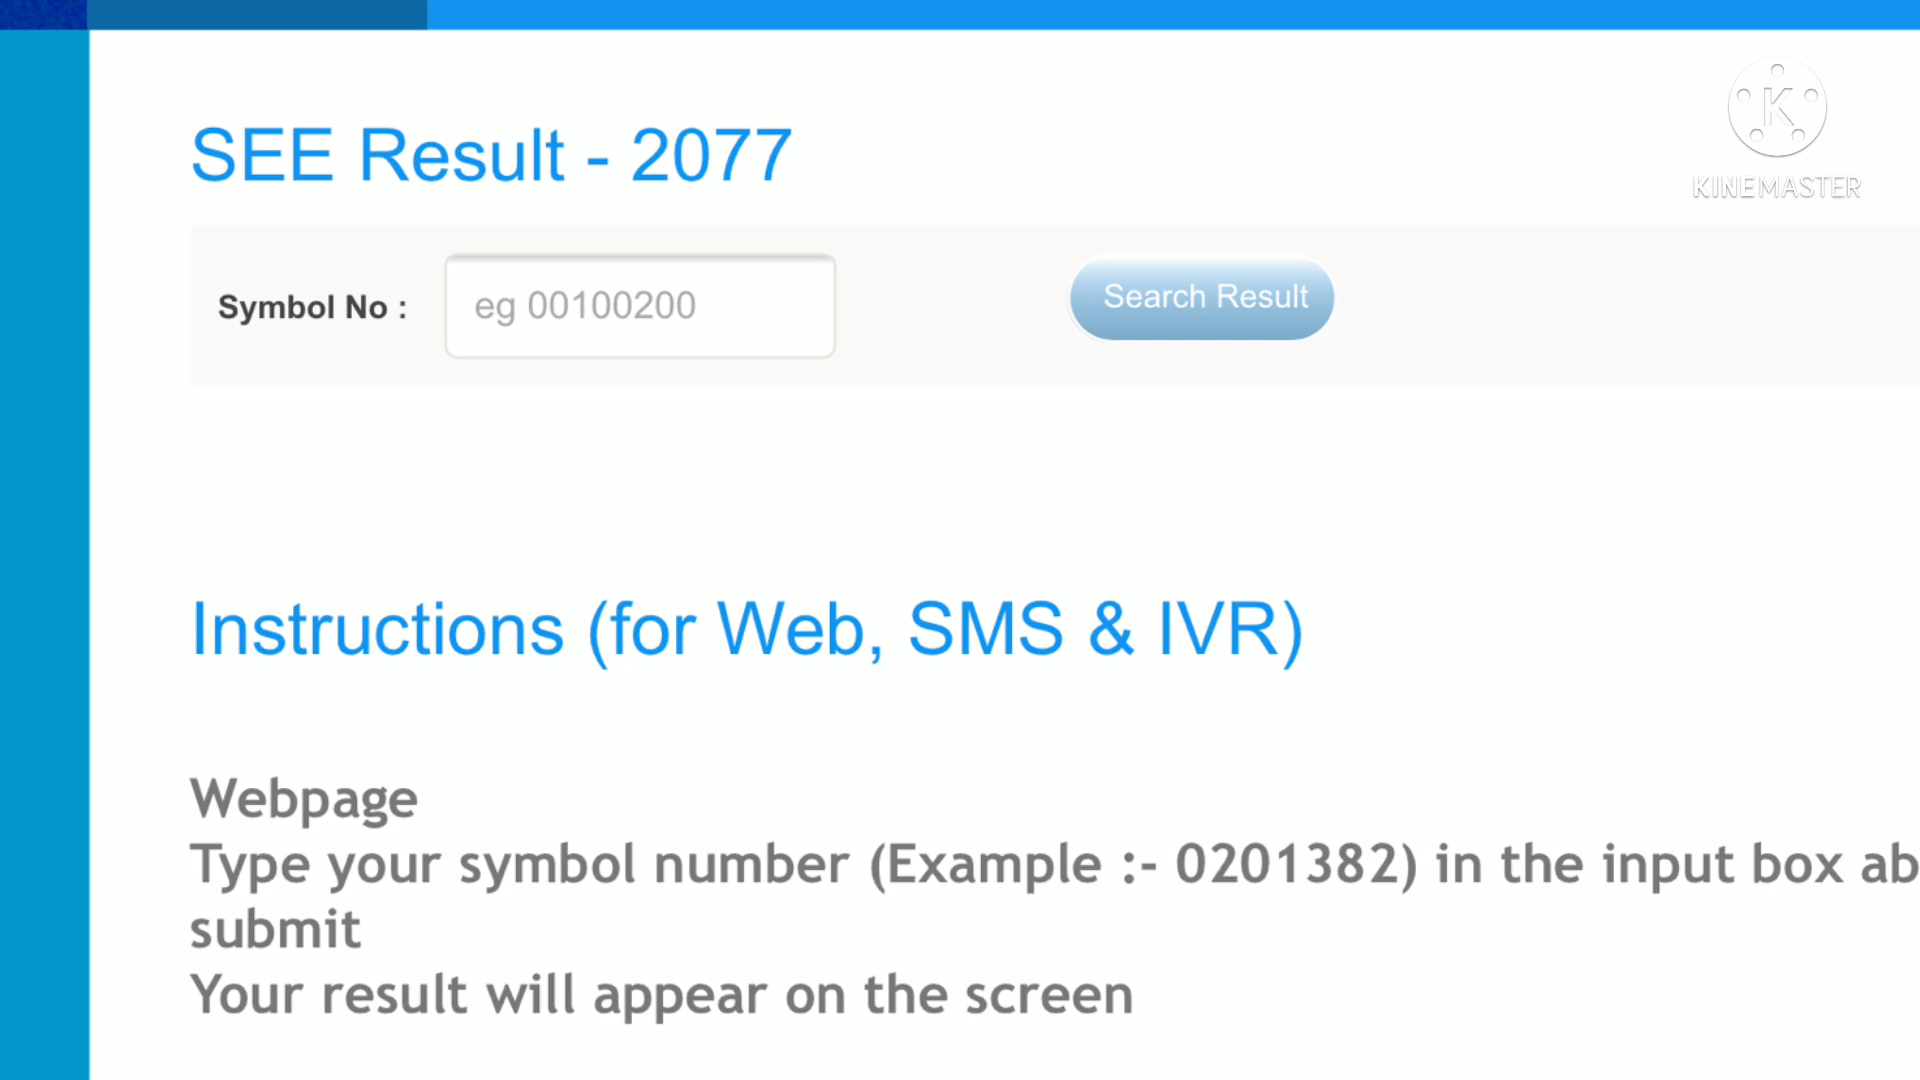 SEE Result - 2077
K
KINEMASTER
Symbol No :
eg 00100200
Search Result
Instructions (for Web, SMS & IVR)
Webpage
Type your symbol number (Example :- 0201382) in the input box ab
submit
Your result will appear on the screen